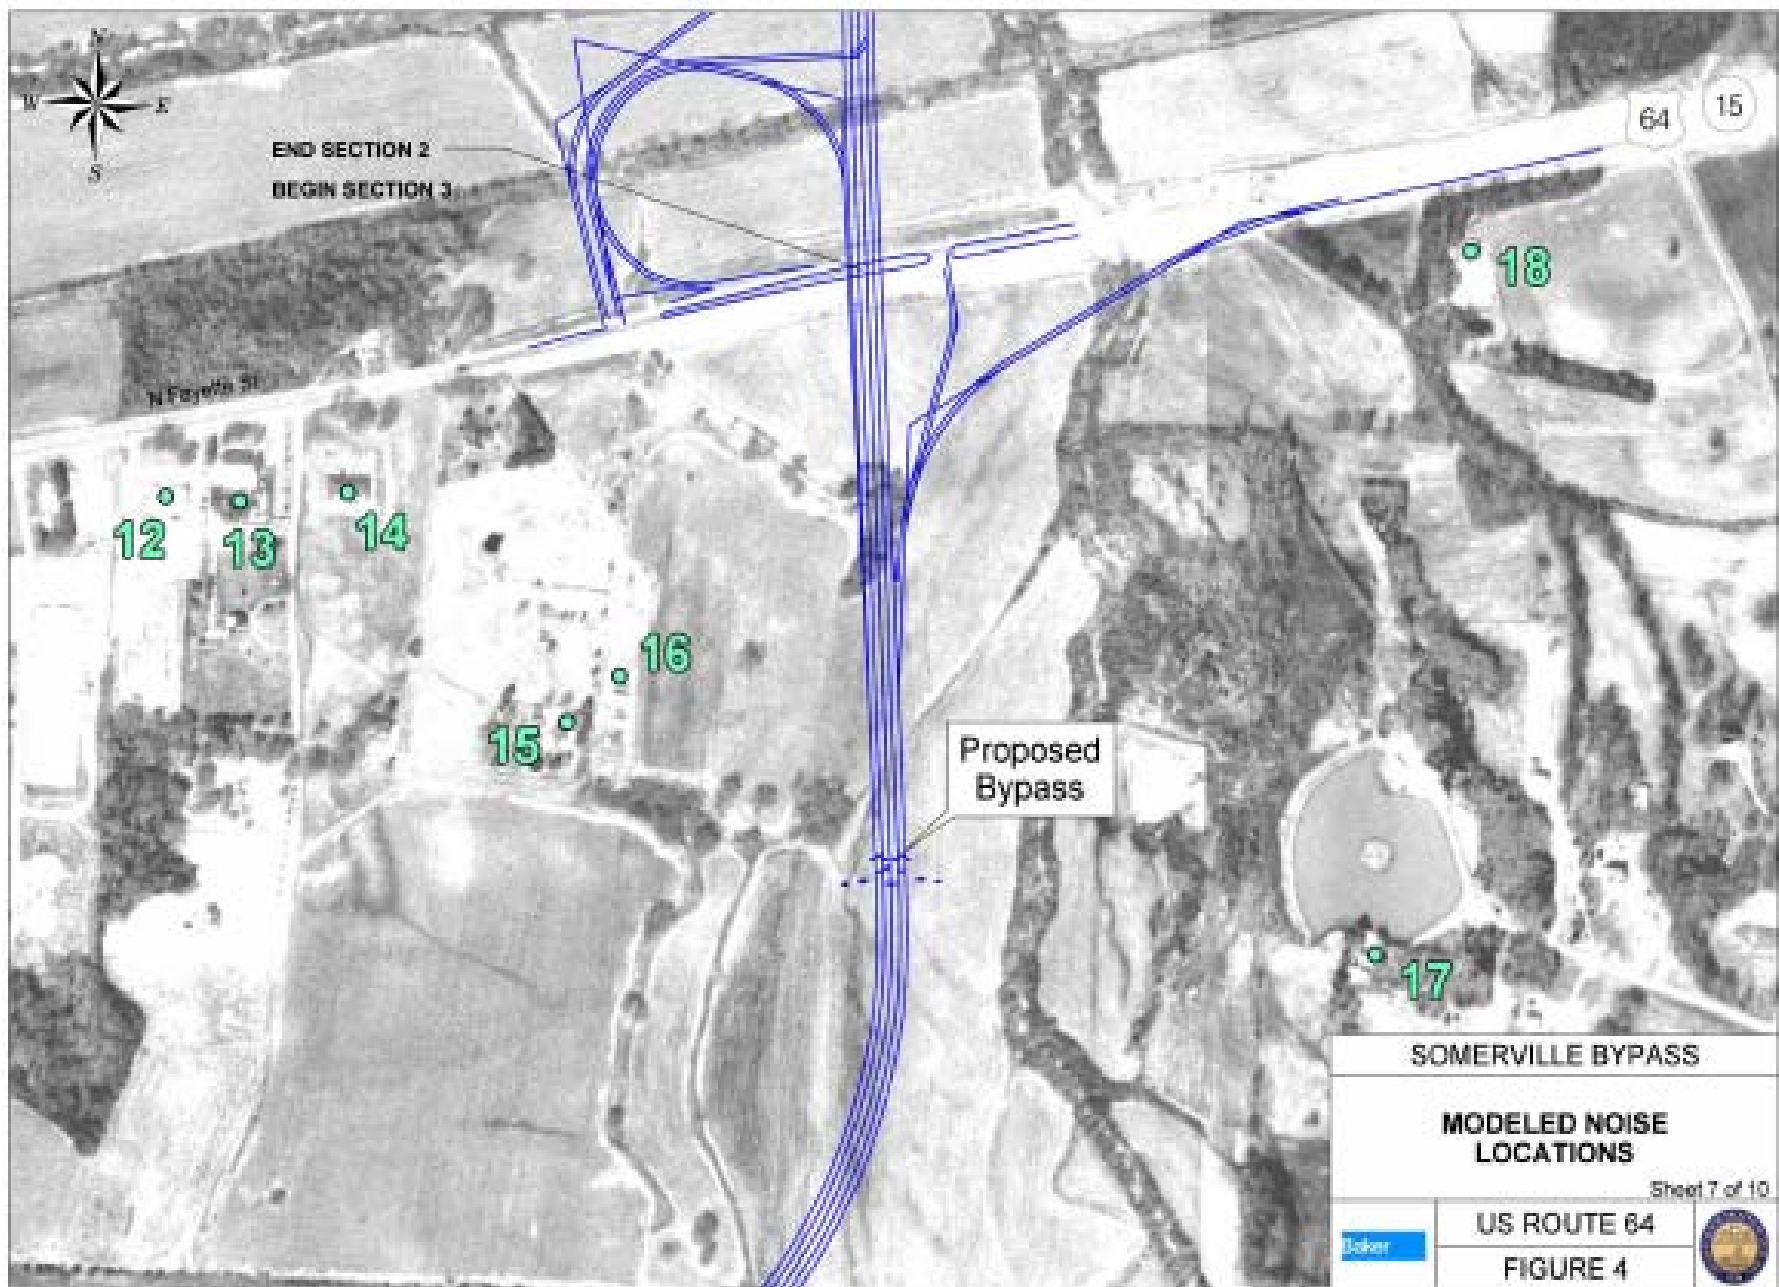 N
W
E
S
END SECTION 2
BEGIN SECTION 3
64
15
18
N Fayette St
12
13
14
16
15
Proposed
Bypass
17
SOMERVILLE BYPASS
MODELED NOISE
LOCATIONS
Sheet 7 of 10
Baker
US ROUTE 64
FIGURE 4